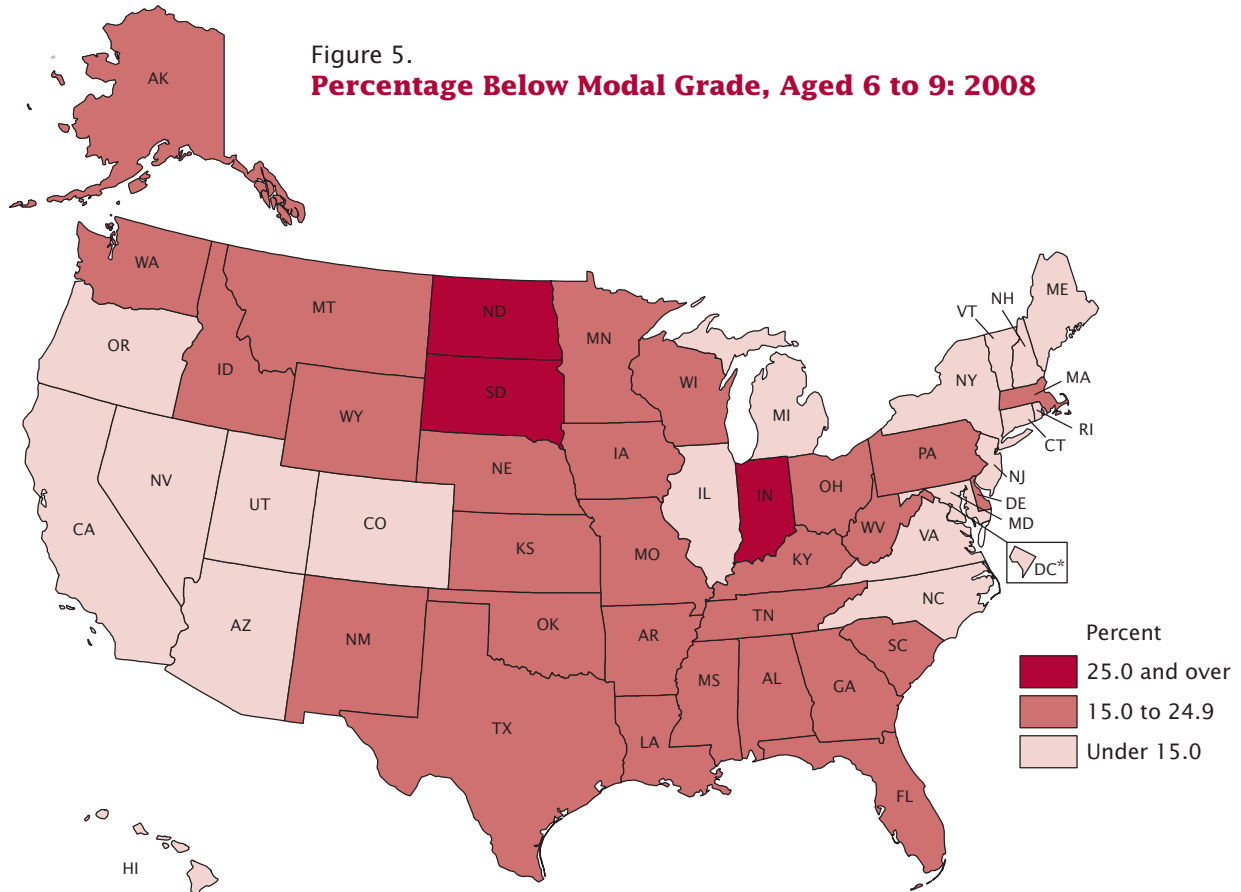 Figure 5.
Percentage Below Modal Grade, Aged 6 to 9: 2008
AK
WA
MT
ND
MN
VT
NH
ME
OR
ID
WY
SD
WI
MI
NY
MA
RI
CT
NV
UT
CO
NE
IA
IL
IN
OH
PA
NJ
DE
MD
CA
KS
MO
KY
WV
VA
DC*
AZ
NM
OK
AR
TN
NC
TX
LA
MS
AL
GA
SC
FL
HI
Percent
25.0 and over
15.0 to 24.9
Under 15.0